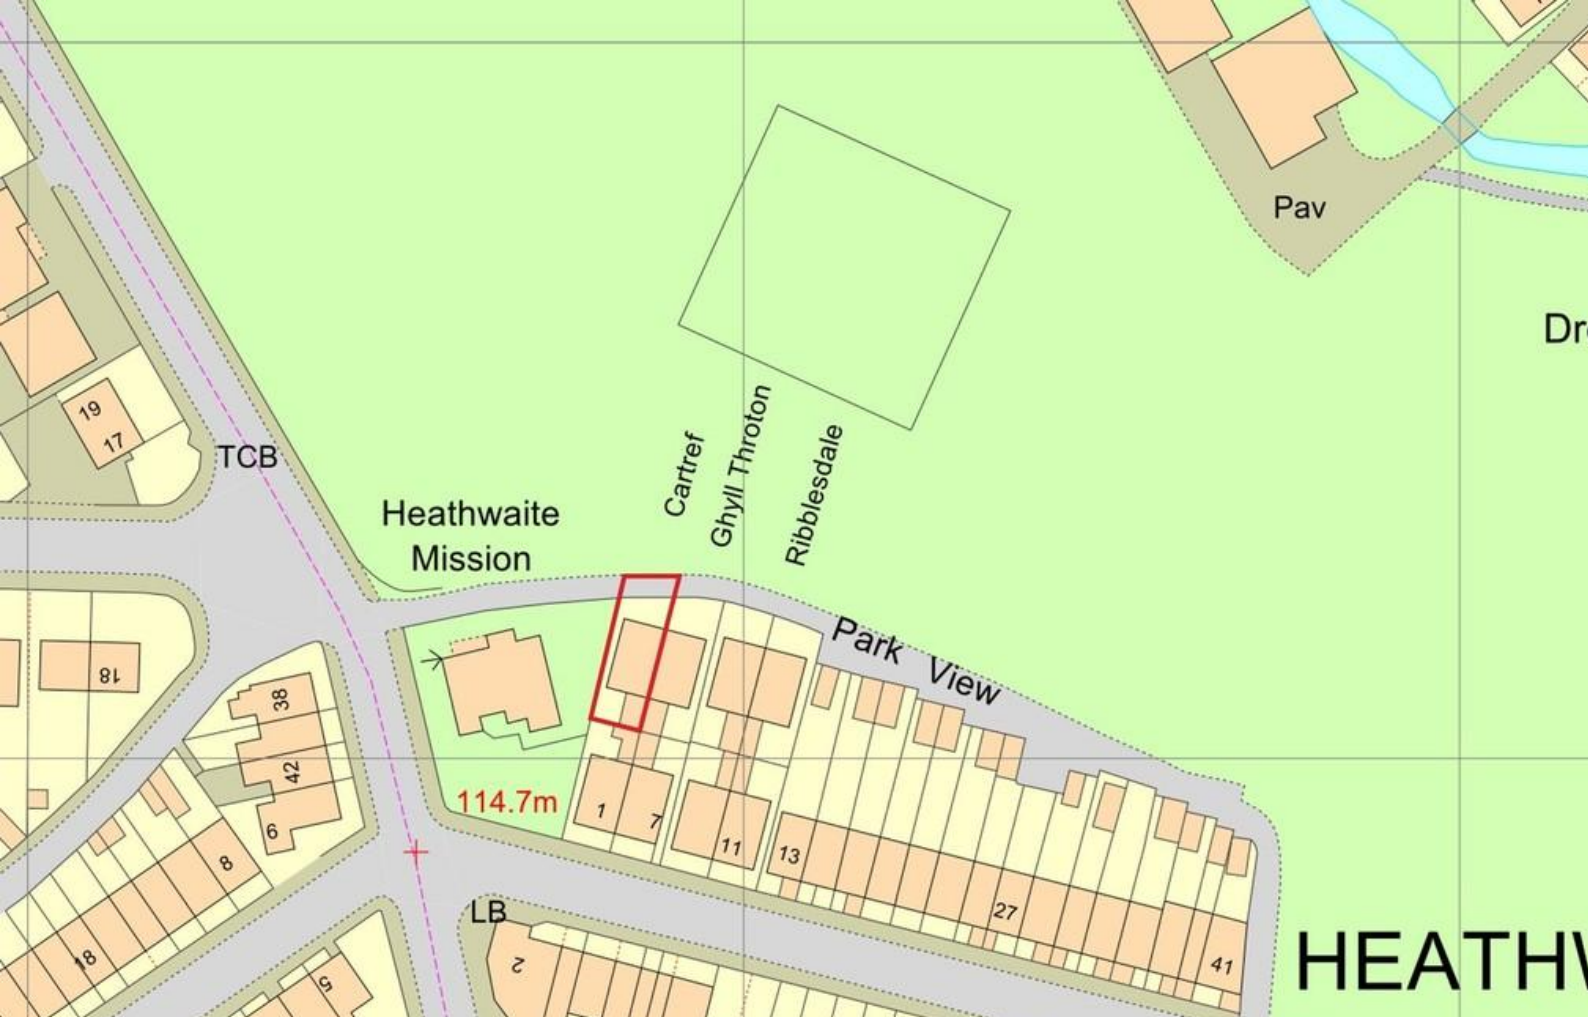 Pav
Dr
19
17
TCB
Cartref
Ghyll Throton
Ribblesdale
Heathwaite
Mission
Park View
18
38
42
6
8
18
5
114.7m
1
7
11
13
27
41
LB
2
HEATHW